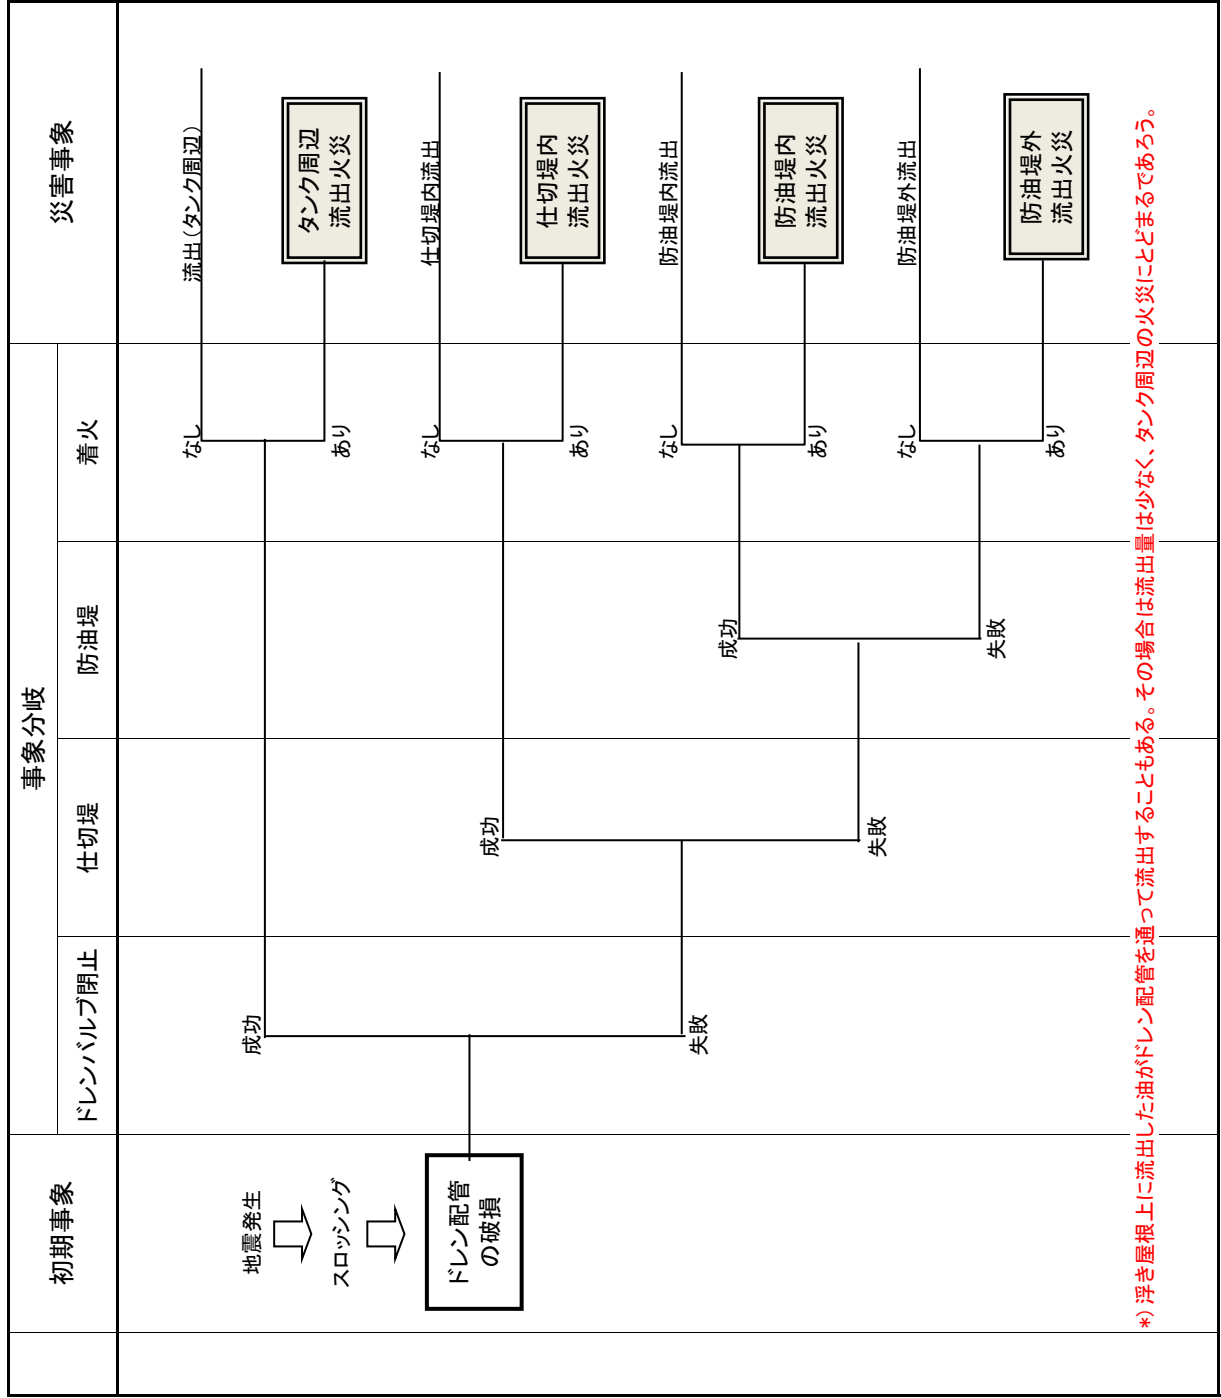 初期事象
事象分岐
災害事象
ドレンバルブ閉止
仕切堤
防油堤
着火
地震発生
スロッシング
ドレン配管
の破損
成功
失敗
成功
失敗
成功
失敗
なし
あり
なし
あり
なし
あり
なし
あり
流出（タンク周辺）
タンク周辺
流出火災
仕切堤内流出
仕切堤内
流出火災
防油堤内流出
防油堤内
流出火災
防油堤外流出
防油堤外
流出火災
*）浮き屋根上に流出した油がドレン配管を通って流出することもある。その場合は流出量は少なく、タンク周辺の火災にとどまるであろう。